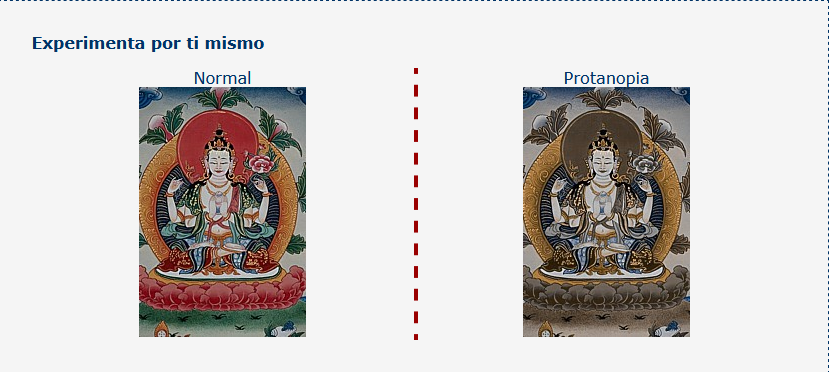 Experimenta por ti mismo
Normal
Protanopia